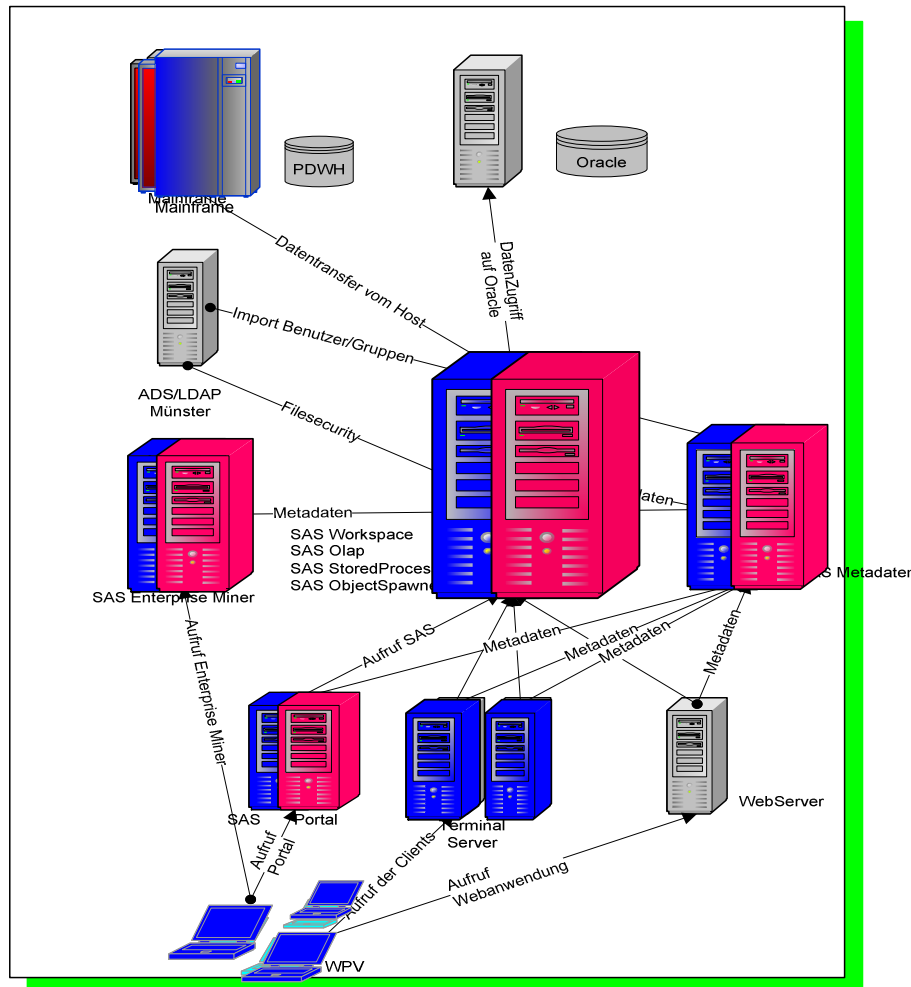 PDWH
Oracle
Mainframe
Mainframe
Datentransfer vom Host
DatenZugriff
auf Oracle
Import Benutzer/Gruppen
ADS/LDAP
Münster
Filesecurity
Metadaten
SAS Workspace
SAS Olap
SAS StoredProces
SAS ObjectSpawne
daten
SAS Enterprise Miner
S Metadaten
Aufruf SAS
Metadaten
Metadaten
Metadaten
Metadaten
Aufruf Enterprise Miner
SAS Portal
Terminal
Server
WebServer
Aufruf
Portal
Aufruf der Clients
Aufruf
Webanwendung
WPV